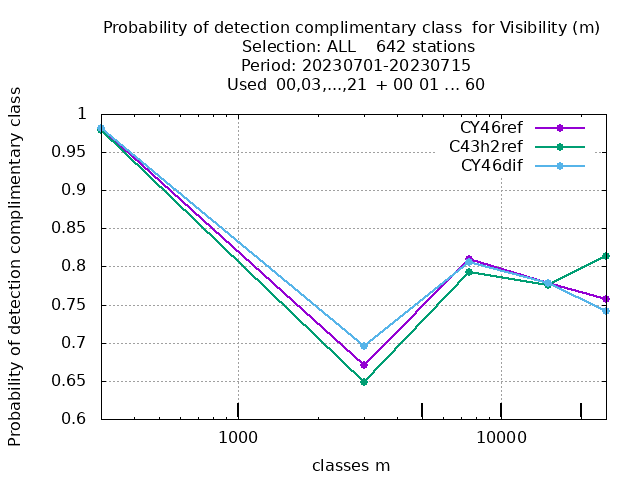 Probability of detection complimentary class  for Visibility (m)
Selection: ALL    642 stations
Period: 20230701-20230715
Used  00,03,...,21  + 00 01 ... 60
Probability of detection complimentary class
1
0.95
0.9
0.85
0.8
0.75
0.7
0.65
0.6
CY46ref
C43h2ref
CY46dif
1000
10000
classes m